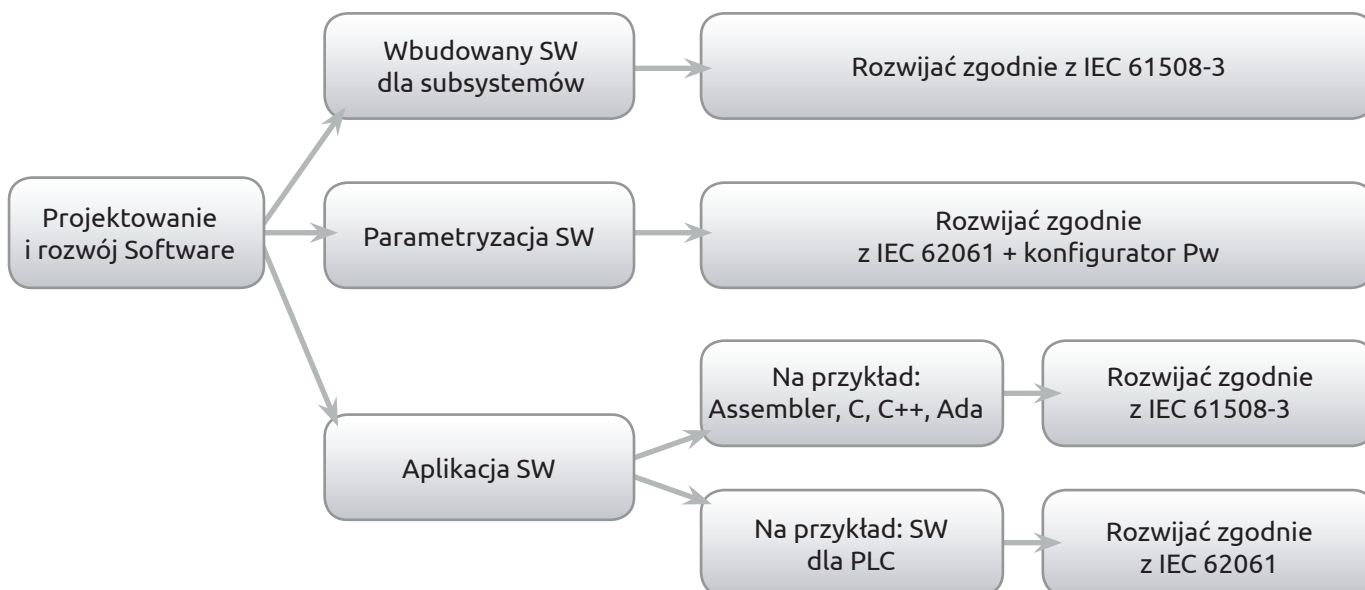 Wbudowany SW
dla subsystemów
Rozwijać zgodnie z IEC 61508-3
Projektowanie
i rozwój Software
Parametryzacja SW
Rozwijać zgodnie
z IEC 62061 + konfigurator Pw
Aplikacja SW
Na przykład:
Assembler, C, C++, Ada
Rozwijać zgodnie
z IEC 61508-3
Na przykład: SW
dla PLC
Rozwijać zgodnie
z IEC 62061